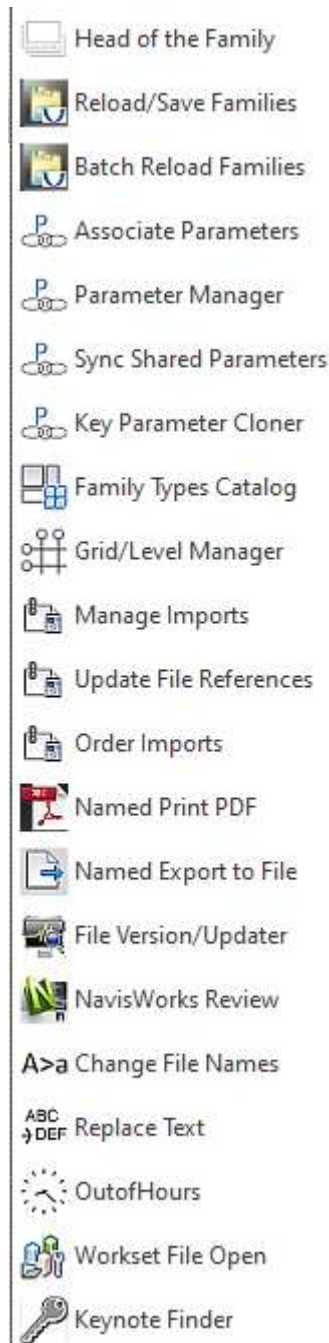 Head of the Family
Reload/Save Families
Batch Reload Families
P Associate Parameters
P Parameter Manager
P Sync Shared Parameters
P Key Parameter Cloner
Family Types Catalog
Grid/Level Manager
Manage Imports
Update File References
Order Imports
Named Print PDF
Named Export to File
File Version/Updater
NavisWorks Review
A>a Change File Names
ABC
DEF Replace Text
OutofHours
Workset File Open
Keynote Finder